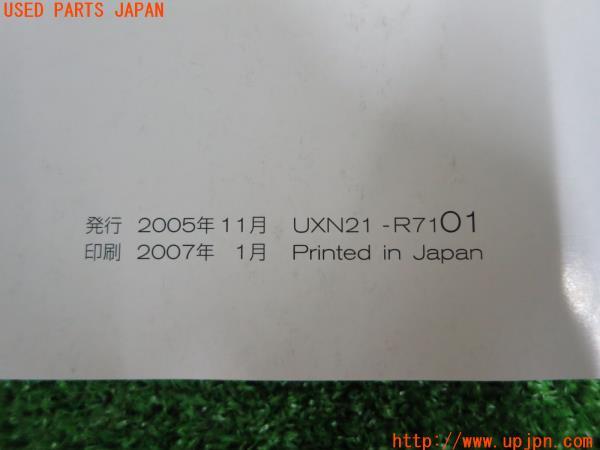 USED PARTS JAPAN
発行 2005年 11月 UXN21 -R7101
印刷 2007年 1月 Printed in Japan
http://www.upjpn.com